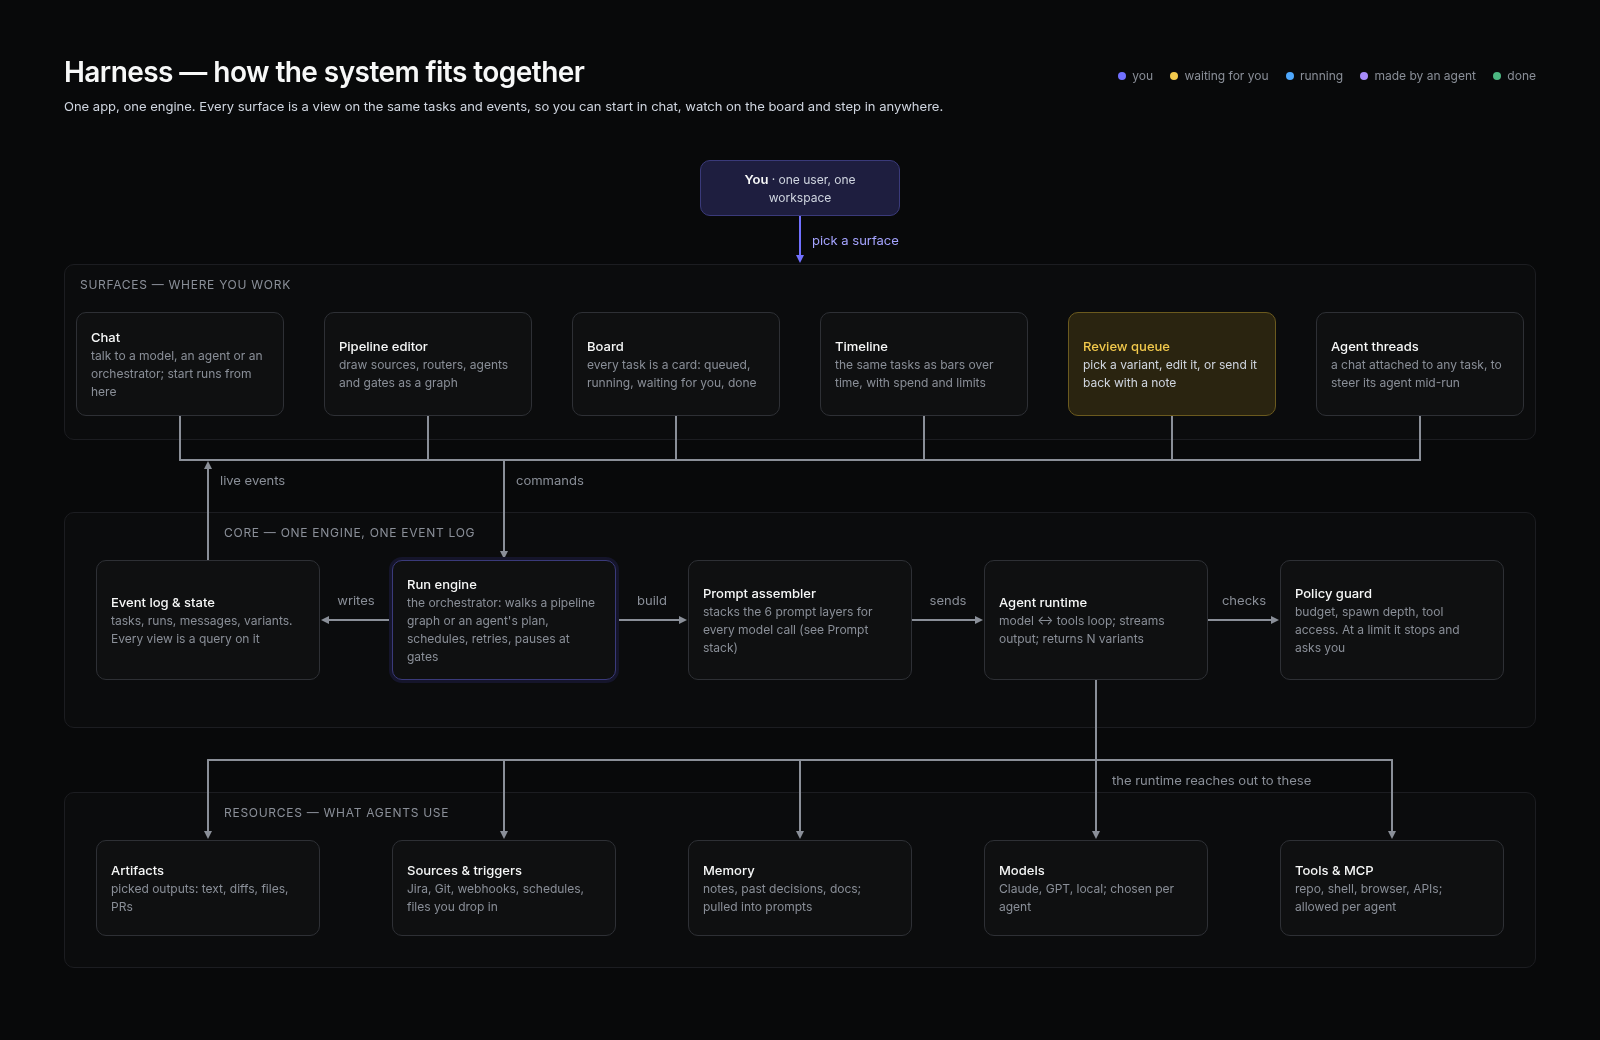 Harness — how the system fits together
you
waiting for you
running
made by an agent
done
One app, one engine. Every surface is a view on the same tasks and events, so you can start in chat, watch on the board and step in anywhere.
You · one user, one
workspace
pick a surface
SURFACES — WHERE YOU WORK
Chat
talk to a model, an agent or an
orchestrator; start runs from
here
Pipeline editor
draw sources, routers, agents
and gates as a graph
Board
every task is a card: queued,
running, waiting for you, done
Timeline
the same tasks as bars over
time, with spend and limits
Review queue
pick a variant, edit it, or send it
back with a note
Agent threads
a chat attached to any task, to
steer its agent mid-run
live events
commands
CORE — ONE ENGINE, ONE EVENT LOG
Event log & state
tasks, runs, messages, variants.
Every view is a query on it
writes
Run engine
the orchestrator: walks a pipeline
graph or an agent's plan,
schedules, retries, pauses at
gates
build
Prompt assembler
stacks the 6 prompt layers for
every model call (see Prompt
stack)
sends
Agent runtime
model ↔ tools loop; streams
output; returns N variants
checks
Policy guard
budget, spawn depth, tool
access. At a limit it stops and
asks you
the runtime reaches out to these
RESOURCES — WHAT AGENTS USE
Artifacts
picked outputs: text, diffs, files,
PRs
Sources & triggers
Jira, Git, webhooks, schedules,
files you drop in
Memory
notes, past decisions, docs;
pulled into prompts
Models
Claude, GPT, local; chosen per
agent
Tools & MCP
repo, shell, browser, APIs;
allowed per agent